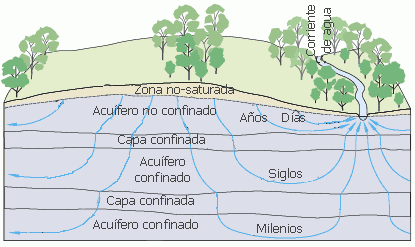 Corriente
de agua
Zona no-saturada
Acuífero no confinado
Años
Días
Capa confinada
Acuífero
confinado
Siglos
Capa confinada
Acuífero confinado
Milenios